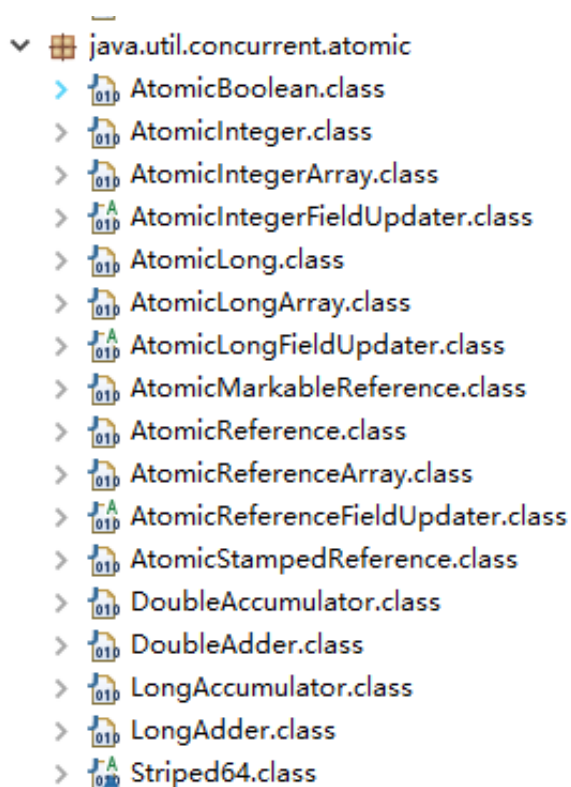 java.util.concurrent.atomic
AtomicBoolean.class
AtomicInteger.class
AtomicIntegerArray.class
AtomicIntegerFieldUpdater.class
AtomicLong.class
AtomicLongArray.class
AtomicLongFieldUpdater.class
AtomicMarkableReference.class
AtomicReference.class
AtomicReferenceArray.class
AtomicReferenceFieldUpdater.class
AtomicStampedReference.class
DoubleAccumulator.class
DoubleAdder.class
LongAccumulator.class
LongAdder.class
Striped64.class